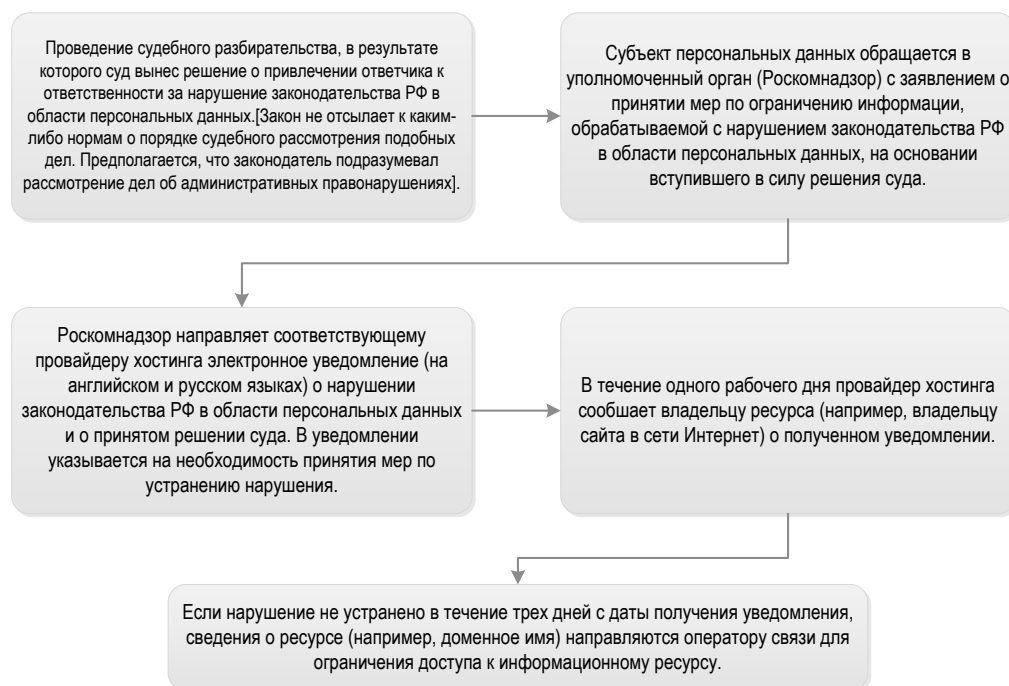 Проведение судебного разбирательства, в результате
которого суд вынес решение о привлечении ответчика к
ответственности за нарушение законодательства РФ в
области персональных данных.[Закон не отсылает к каким-
либо нормам о порядке судебного рассмотрения подобных
дел. Предполагается, что законодатель подразумевал
рассмотрение дел об административных правонарушениях].
Субъект персональных данных обращается в
уполномоченный орган (Роскомнадзор) с заявлением о
принятии мер по ограничению информации,
обрабатываемой с нарушением законодательства РФ
в области персональных данных, на основании
вступившего в силу решения суда.
Роскомнадзор направляет соответствующему
провайдеру хостинга электронное уведомление (на
английском и русском языках) о нарушении
законодательства РФ в области персональных данных
и о принятом решении суда. В уведомлении
указывается на необходимость принятия мер по
устранению нарушения.
В течение одного рабочего дня провайдер хостинга
сообшает владельцу ресурса (например, владельцу
сайта в сети Интернет) о полученном уведомлении.
Если нарушение не устранено в течение трех дней с даты получения уведомления,
сведения о ресурсе (например, доменное имя) направляются оператору связи для
ограничения доступа к информационному ресурсу.